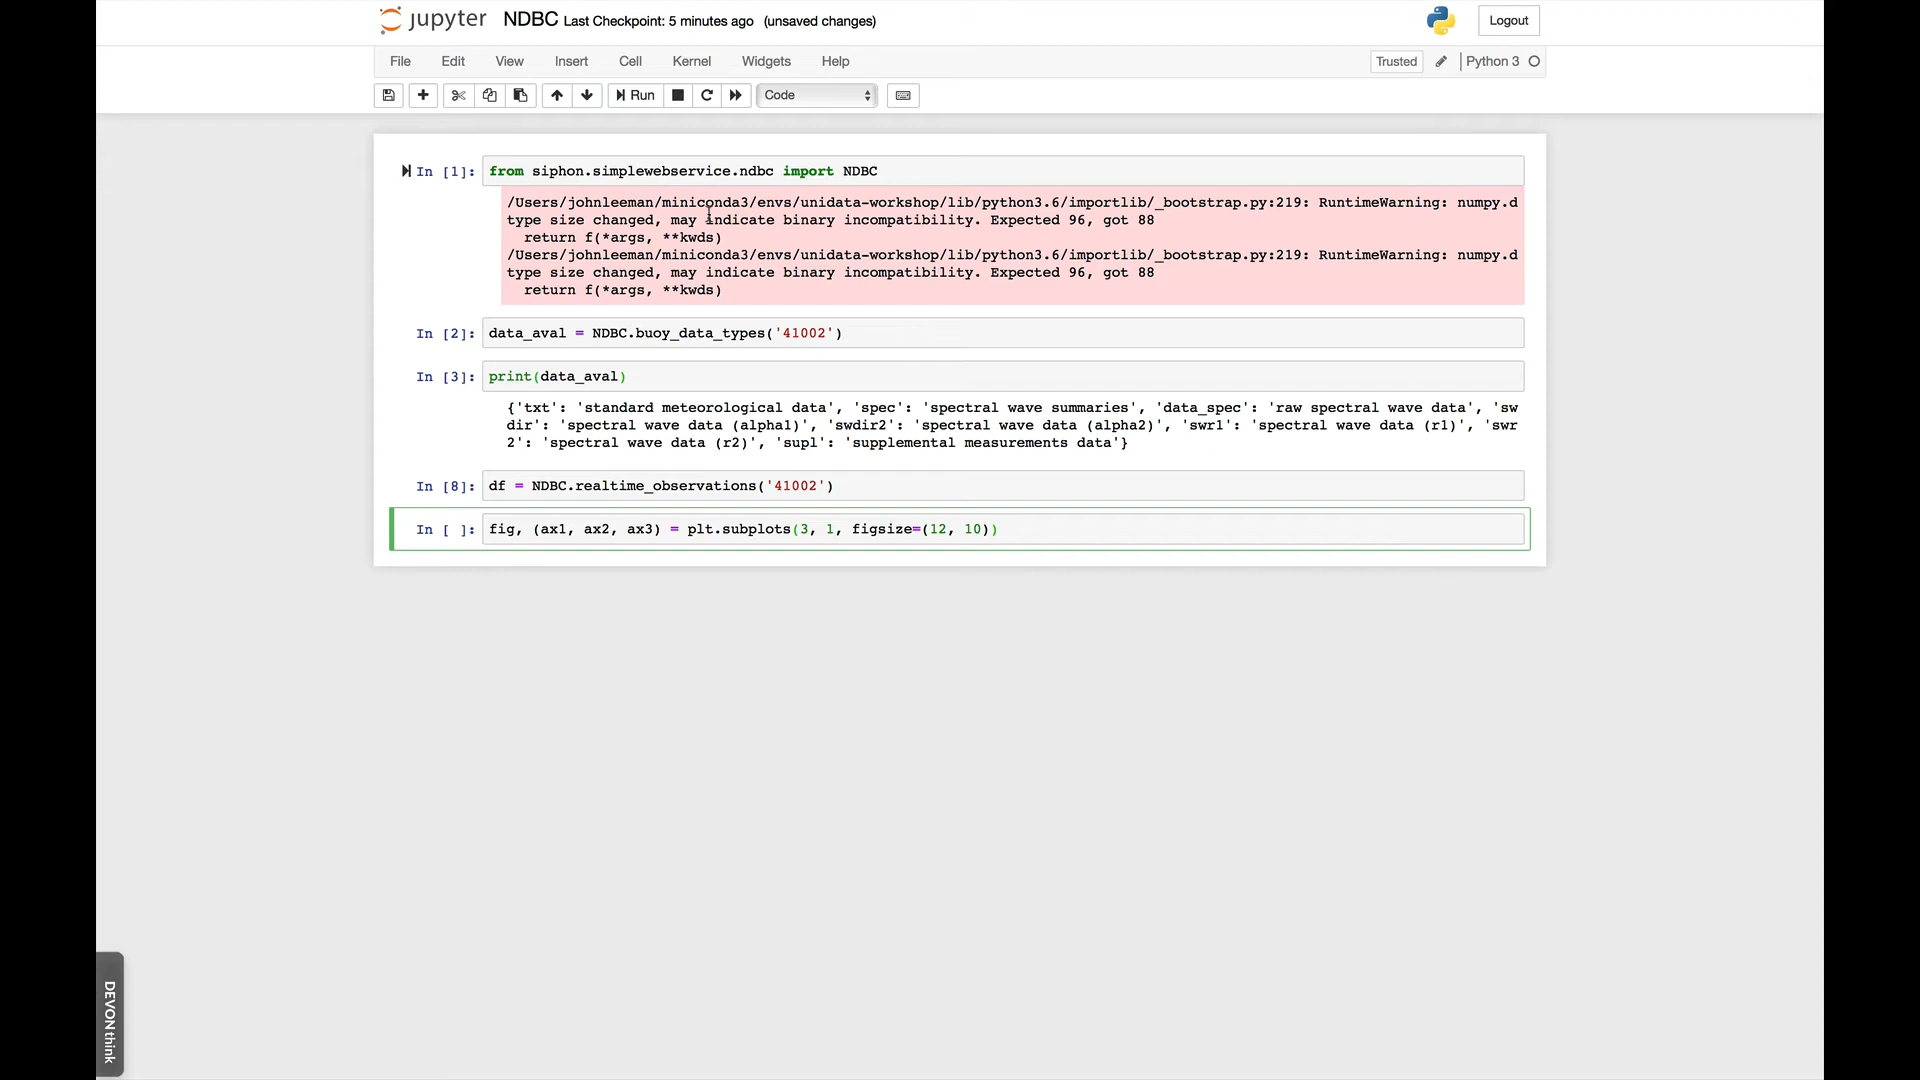 jupyter NDBC Last Checkpoint: 5 minutes ago (unsaved changes)
Logout
File Edit View Insert Cell Kernel Widgets Help
Trusted Python 3
Run Code
In [1]: from siphon.simplewebservice.ndbc import NDBC
/Users/johnleeman/miniconda3/envs/unidata-workshop/lib/python3.6/importlib/_bootstrap.py:219: RuntimeWarning: numpy.d
type size changed, may indicate binary incompatibility. Expected 96, got 88
return f(*args, **kwds)
/Users/johnleeman/miniconda3/envs/unidata-workshop/lib/python3.6/importlib/_bootstrap.py:219: RuntimeWarning: numpy.d
type size changed, may indicate binary incompatibility. Expected 96, got 88
return f(*args, **kwds)
In [2]: data_aval = NDBC.buoy_data_types('41002')
In [3]: print(data_aval)
{'txt': 'standard meteorological data', 'spec': 'spectral wave summaries', 'data_spec': 'raw spectral wave data', 'sw
dir': 'spectral wave data (alpha1)', 'swdir2': 'spectral wave data (alpha2)', 'swr1': 'spectral wave data (r1)', 'swr
2': 'spectral wave data (r2)', 'supl': 'supplemental measurements data'}
In [8]: df = NDBC.realtime_observations('41002')
In [ ]: fig, (ax1, ax2, ax3) = plt.subplots(3, 1, figsize=(12, 10))
DEVONthink